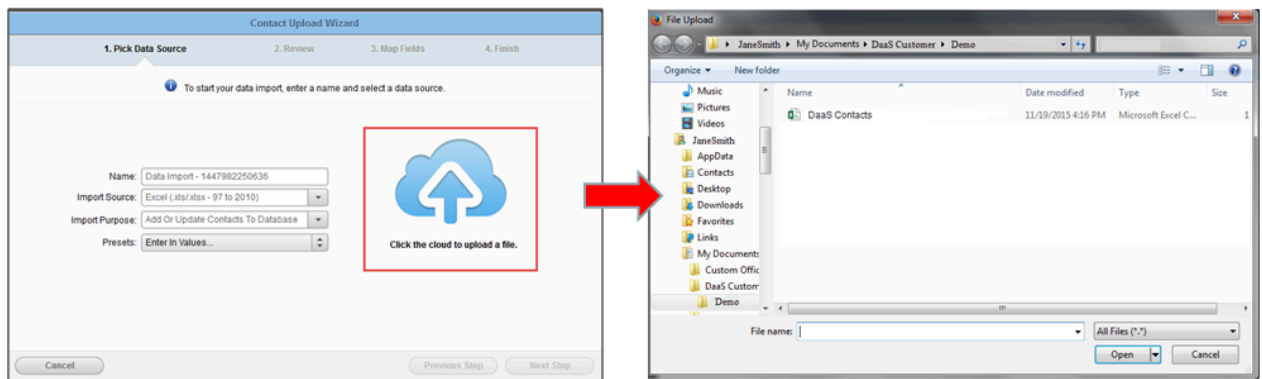 Contact Upload Wizard
1. Pick Data Source 2. Review 3. Map Fields 4. Finish
To start your data import, enter a name and select a data source.
Name: Data Import - 1447982250636
Import Source: Excel (.xls/.xlsx - 97 to 2010)
Import Purpose: Add Or Update Contacts To Database
Presets: Enter In Values...
Click the cloud to upload a file.
Cancel Previous Step Next Step
File Upload
JaneSmith My Documents DaaS Customer Demo
Organize New folder
Name Date modified Type Size
DaaS Contacts 11/19/2015 4:16 PM Microsoft Excel C... 1
Music
Pictures
Videos
JaneSmith
AppData
Contacts
Desktop
Downloads
Favorites
Links
My Documents
Custom Offic
DaaS Custom
Demo
File name: All Files (*.*)
Open Cancel